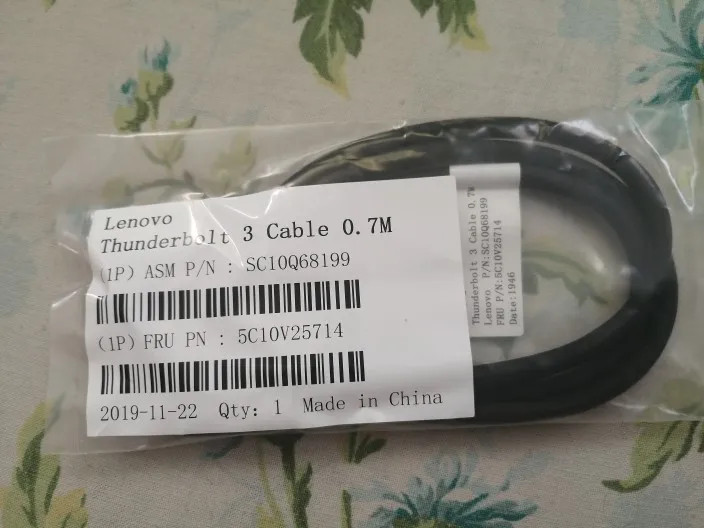 Lenovo
Thunderbolt 3 Cable 0.7M
(1P) ASM P/N : SC10Q68199
(1P) FRU PN : 5C10V25714
2019-11-22 Qty: 1 Made in China
Thunderbolt 3 Cable 0.7M
Lenovo P/N:SC10Q68199
FRU P/N:5C10V25714
Date:1946